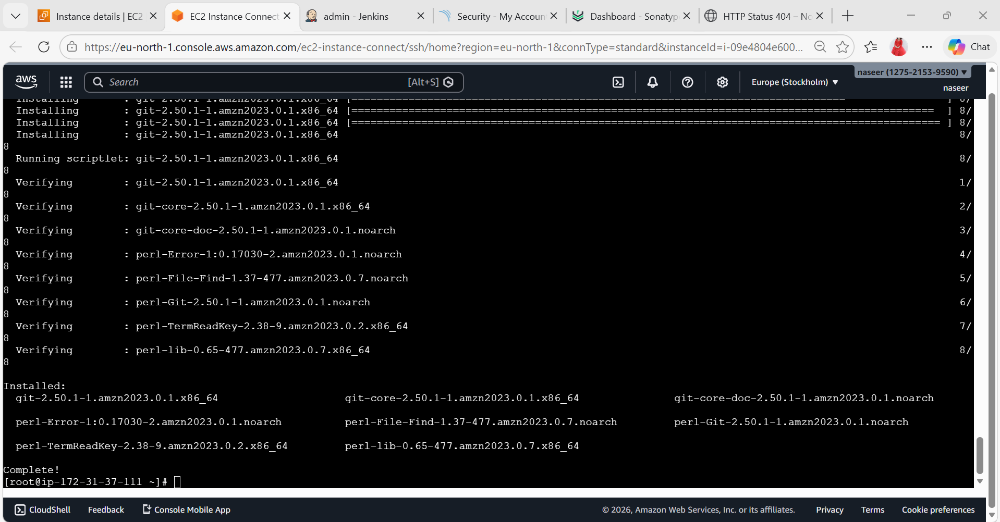 Instance details | EC2
EC2 Instance Connect
admin - Jenkins
Security - My Accoun
Dashboard - Sonatyp
HTTP Status 404 – No
https://eu-north-1.console.aws.amazon.com/ec2-instance-connect/ssh/home?region=eu-north-1&connType=standard&instanceId=i-09e4804e600...
Chat
aws
Search
[Alt+S]
Europe (Stockholm)
naseer (1275-2153-9590)
naseer
Installing : git-2.50.1-1.amzn2023.0.1.x86_64 [============================================================================== ] 8/
Installing : git-2.50.1-1.amzn2023.0.1.x86_64 [============================================================================================ ] 8/
Installing : git-2.50.1-1.amzn2023.0.1.x86_64 [============================================================================================= ] 8/
Installing : git-2.50.1-1.amzn2023.0.1.x86_64 8/
8
Running scriptlet: git-2.50.1-1.amzn2023.0.1.x86_64 8/
8
Verifying : git-2.50.1-1.amzn2023.0.1.x86_64 1/
8
Verifying : git-core-2.50.1-1.amzn2023.0.1.x86_64 2/
8
Verifying : git-core-doc-2.50.1-1.amzn2023.0.1.noarch 3/
8
Verifying : perl-Error-1:0.17030-2.amzn2023.0.1.noarch 4/
8
Verifying : perl-File-Find-1.37-477.amzn2023.0.7.noarch 5/
8
Verifying : perl-Git-2.50.1-1.amzn2023.0.1.noarch 6/
8
Verifying : perl-TermReadKey-2.38-9.amzn2023.0.2.x86_64 7/
8
Verifying : perl-lib-0.65-477.amzn2023.0.7.x86_64 8/
8
Installed:
git-2.50.1-1.amzn2023.0.1.x86_64 git-core-2.50.1-1.amzn2023.0.1.x86_64 git-core-doc-2.50.1-1.amzn2023.0.1.noarch
perl-Error-1:0.17030-2.amzn2023.0.1.noarch perl-File-Find-1.37-477.amzn2023.0.7.noarch perl-Git-2.50.1-1.amzn2023.0.1.noarch
perl-TermReadKey-2.38-9.amzn2023.0.2.x86_64 perl-lib-0.65-477.amzn2023.0.7.x86_64
Complete!
[root@ip-172-31-37-111 ~]#
CloudShell Feedback Console Mobile App © 2026, Amazon Web Services, Inc. or its affiliates. Privacy Terms Cookie preferences